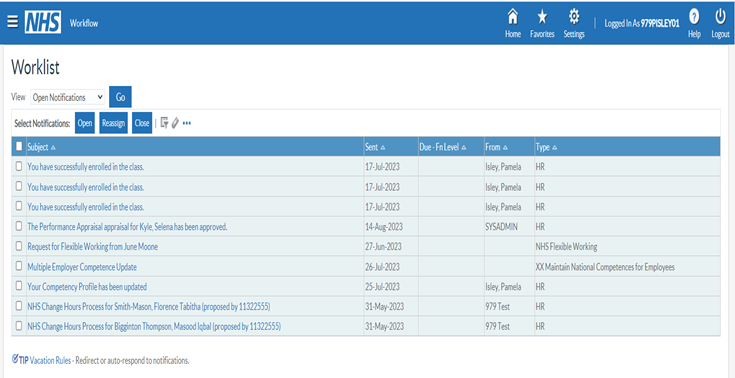 NHS Workflow
Home Favorites Settings Logged In As 979PISLEY01 Help Logout
Worklist
View Open Notifications Go
Select Notifications: Open Reassign Close
Subject Sent Due - Fn Level From Type
You have successfully enrolled in the class. 17-Jul-2023 Isley, Pamela HR
You have successfully enrolled in the class. 17-Jul-2023 Isley, Pamela HR
You have successfully enrolled in the class. 17-Jul-2023 Isley, Pamela HR
The Performance Appraisal appraisal for Kyle, Selena has been approved. 14-Aug-2023 SYSADMIN HR
Request for Flexible Working from June Moone 27-Jun-2023 NHS Flexible Working
Multiple Employer Competence Update 26-Jul-2023 XX Maintain National Competences for Employees
Your Competency Profile has been updated 25-Jul-2023 Isley, Pamela HR
NHS Change Hours Process for Smith-Mason, Florence Tabitha (proposed by 11322555) 31-May-2023 979 Test HR
NHS Change Hours Process for Bigginton Thompson, Masood Iqbal (proposed by 11322555) 31-May-2023 979 Test HR
TIP Vacation Rules - Redirect or auto-respond to notifications.